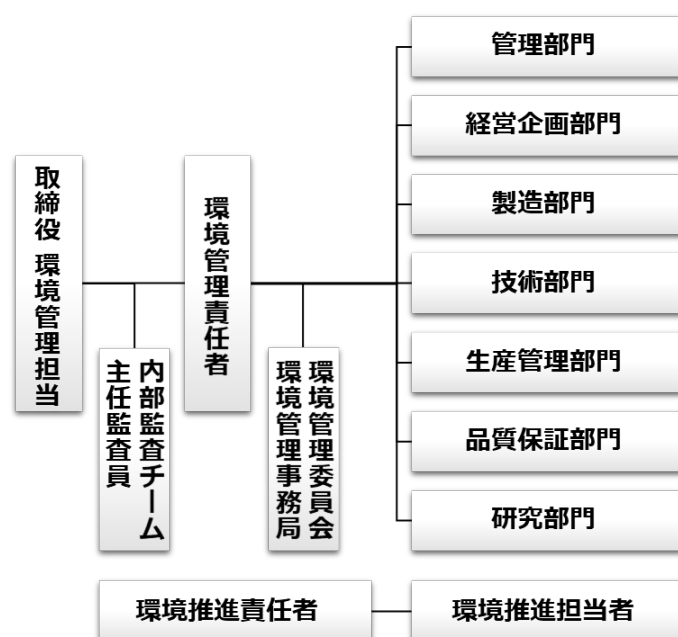 取締役 環境管理担当
内部監査チーム
主任監査員
環境管理責任者
環境管理委員会
環境管理事務局
管理部門
経営企画部門
製造部門
技術部門
生産管理部門
品質保証部門
研究部門
環境推進責任者
環境推進担当者